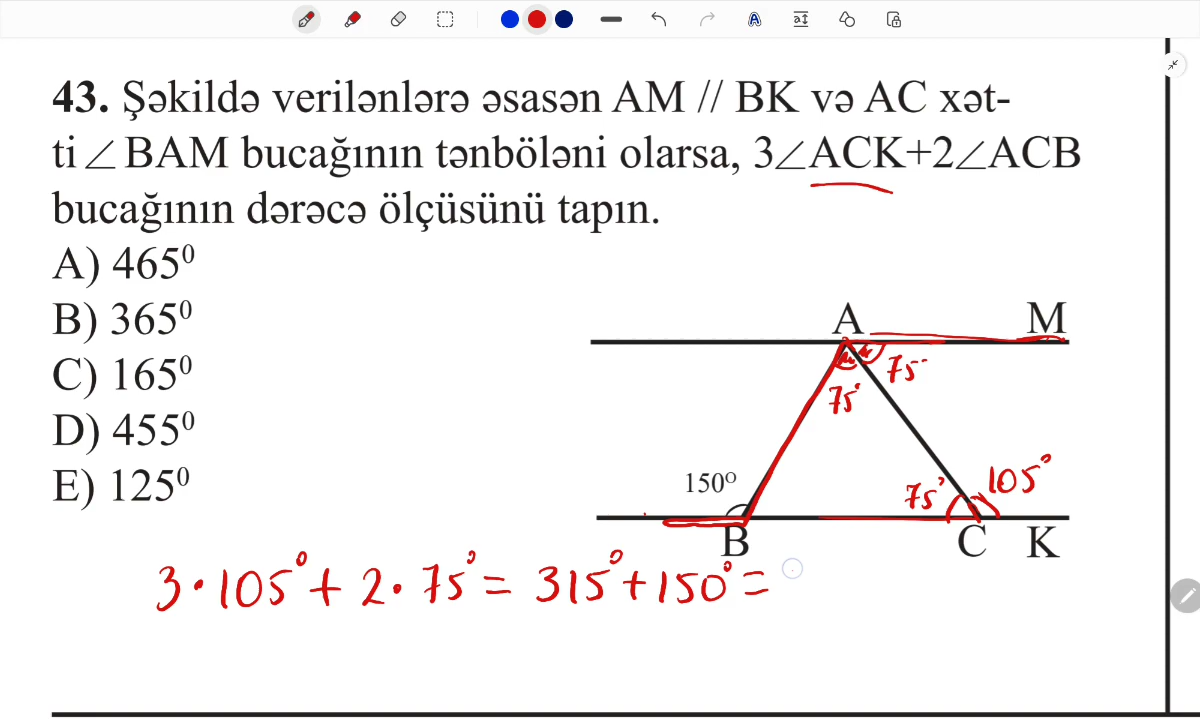 43. Şəkildə verilənlərə əsasən AM // BK və AC xət-
ti ∠BAM bucağının tənböləni olarsa, 3∠ACK+2∠ACB
bucağının dərəcə ölçüsünü tapın.
A) 465⁰
B) 365⁰
C) 165⁰
D) 455⁰
E) 125⁰
A M
75°
75°
150⁰
75° 105°
B C K
3·105°+2·75°=315°+150°=